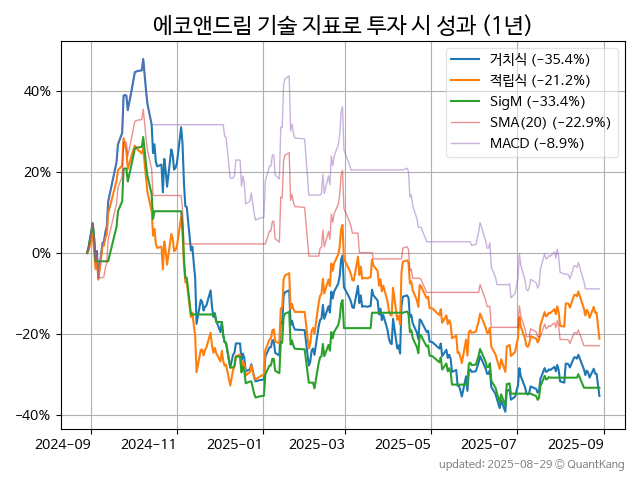 에코앤드림 기술 지표로 투자 시 성과 (1년)
거치식 (−35.4%)
적립식 (−21.2%)
SigM (−33.4%)
SMA(20) (−22.9%)
MACD (−8.9%)
40%
20%
0%
−20%
−40%
2024-09 2024-11 2025-01 2025-03 2025-05 2025-07 2025-09
updated: 2025-08-29 © QuantKang